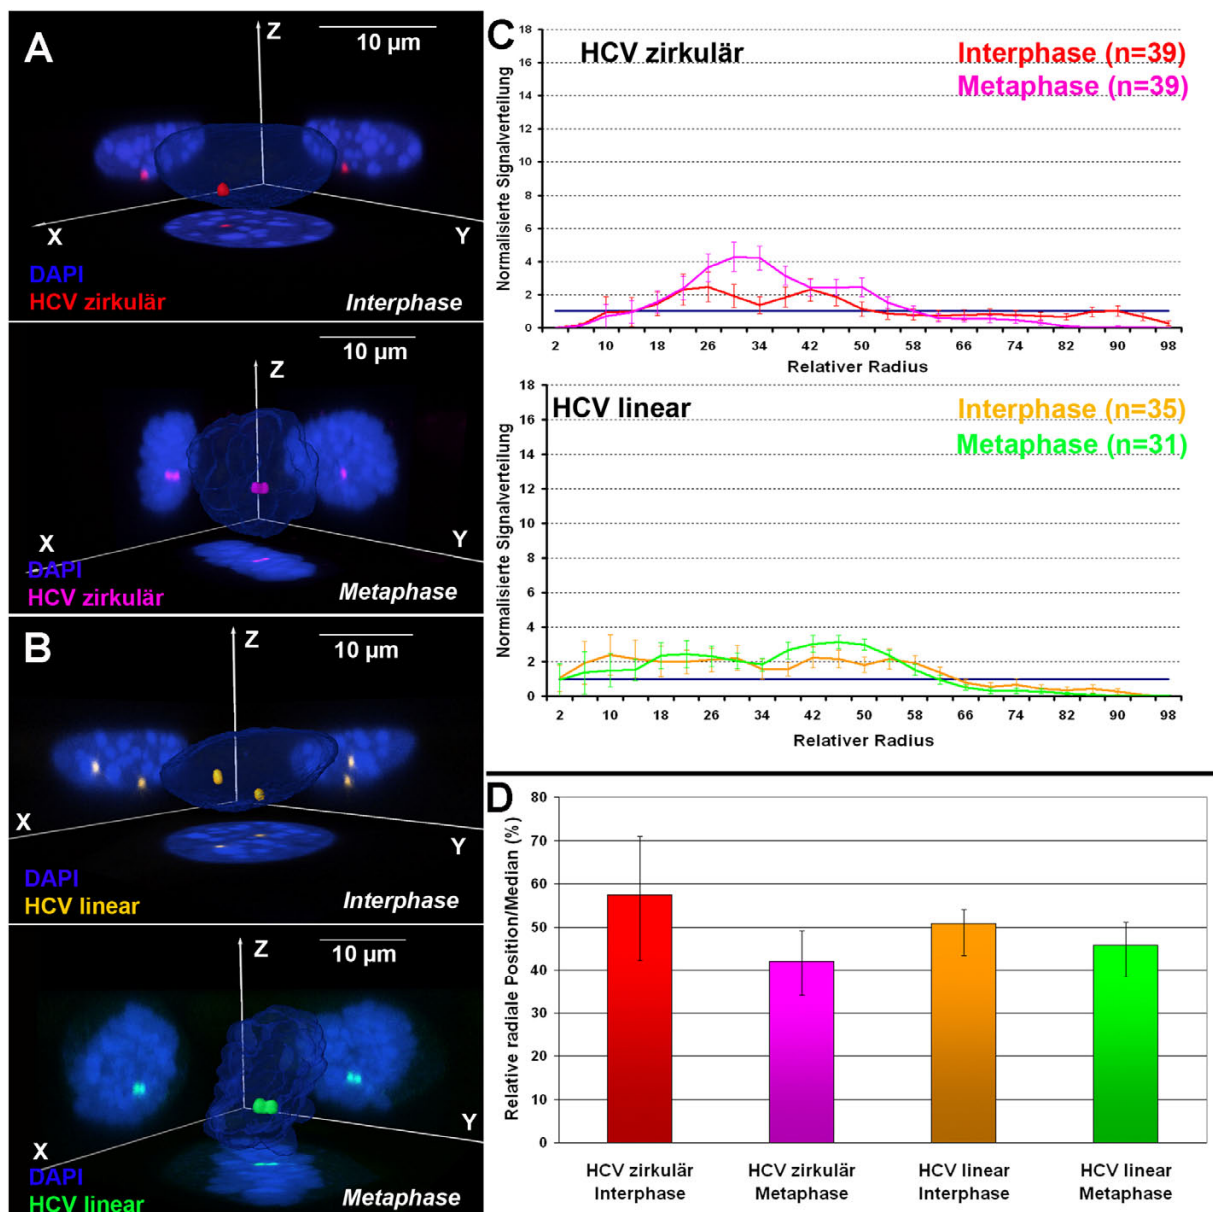 A
Z
10 µm
X
Y
DAPI
HCV zirkulär
Interphase
10 µm
Z
X
Y
DAPI
HCV zirkulär
Metaphase
B
Z
10 µm
X
Y
DAPI
HCV linear
Interphase
10 µm
Z
X
Y
DAPI
HCV linear
Metaphase
C
HCV zirkulär
Interphase (n=39)
Metaphase (n=39)
Normalisierte Signalverteilung
18
16
14
12
10
8
6
4
2
0
2 10 18 26 34 42 50 58 66 74 82 90 98
Relativer Radius
HCV linear
Interphase (n=35)
Metaphase (n=31)
Normalisierte Signalverteilung
18
16
14
12
10
8
6
4
2
0
2 10 18 26 34 42 50 58 66 74 82 90 98
Relativer Radius
D
Relative radiale Position/Median (%)
80
70
60
50
40
30
20
10
0
HCV zirkulär
Interphase
HCV zirkulär
Metaphase
HCV linear
Interphase
HCV linear
Metaphase